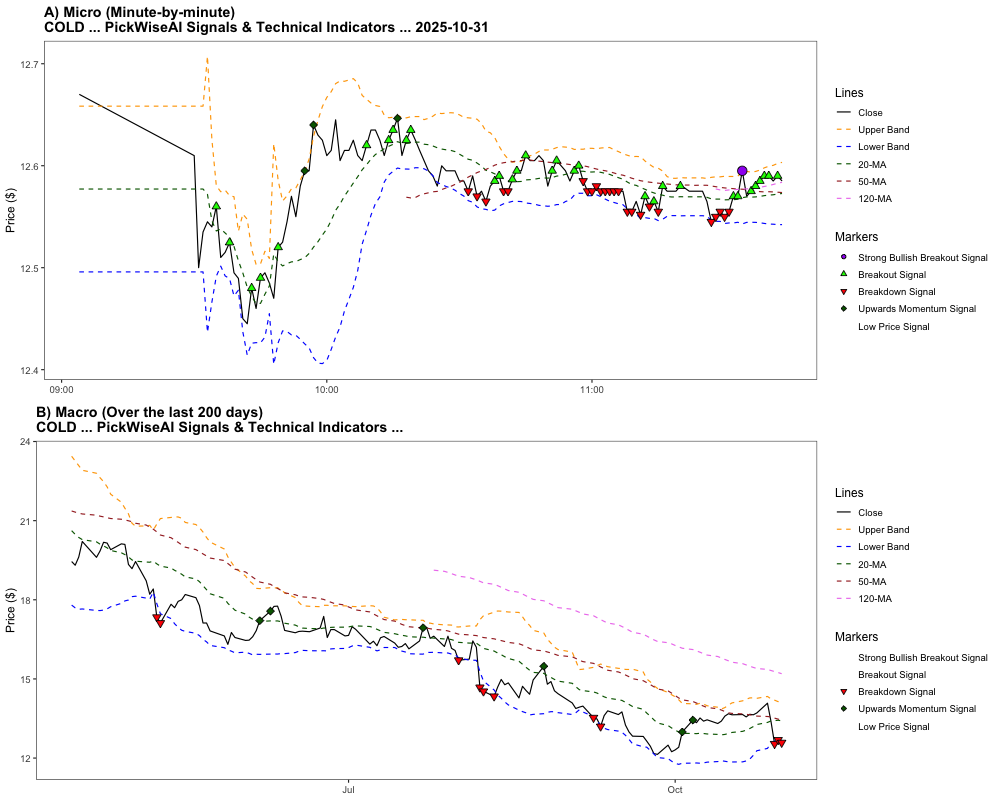 A) Micro (Minute-by-minute)
COLD ... PickWiseAI Signals & Technical Indicators ... 2025-10-31
12.7
12.6
12.5
12.4
Price ($)
09:00
10:00
11:00
Lines
Close
Upper Band
Lower Band
20-MA
50-MA
120-MA
Markers
Strong Bullish Breakout Signal
Breakout Signal
Breakdown Signal
Upwards Momentum Signal
Low Price Signal
B) Macro (Over the last 200 days)
COLD ... PickWiseAI Signals & Technical Indicators ...
24
21
18
15
12
Price ($)
Jul
Oct
Lines
Close
Upper Band
Lower Band
20-MA
50-MA
120-MA
Markers
Strong Bullish Breakout Signal
Breakout Signal
Breakdown Signal
Upwards Momentum Signal
Low Price Signal